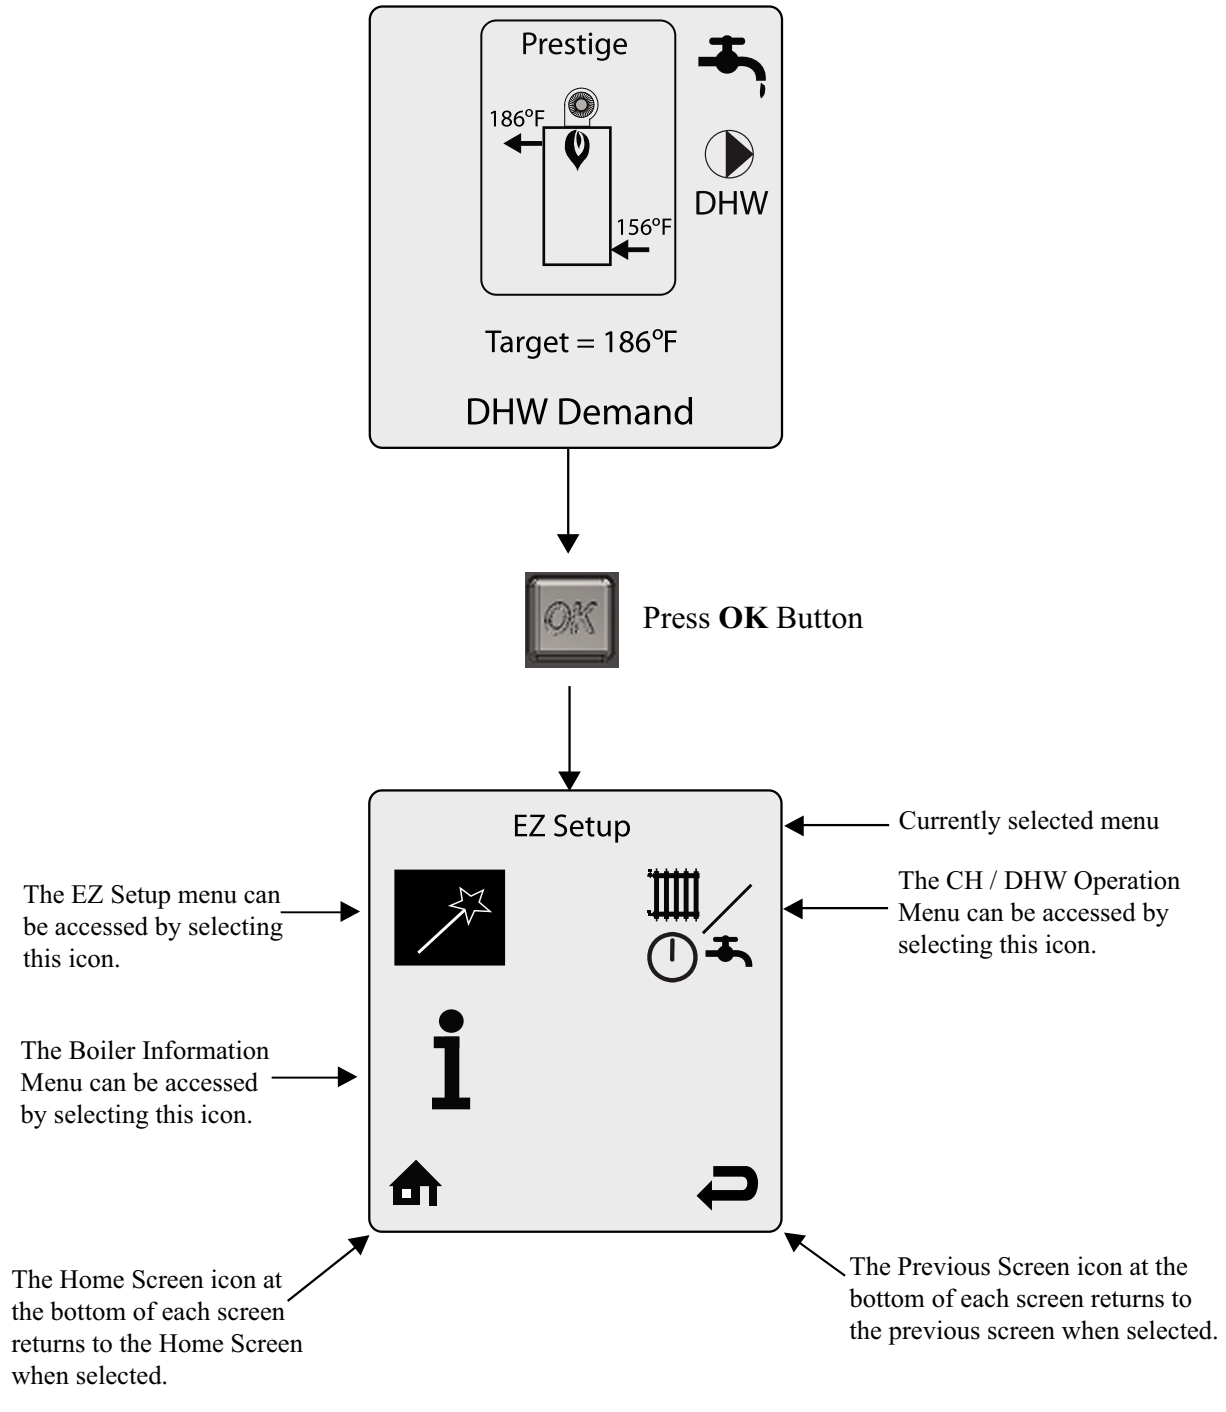 Prestige
186°F
156°F
DHW
Target = 186°F
DHW Demand
OK
Press OK Button
EZ Setup
Currently selected menu
The EZ Setup menu can
be accessed by selecting
this icon.
The CH / DHW Operation
Menu can be accessed by
selecting this icon.
The Boiler Information
Menu can be accessed
by selecting this icon.
The Home Screen icon at
the bottom of each screen
returns to the Home Screen
when selected.
The Previous Screen icon at the
bottom of each screen returns to
the previous screen when selected.